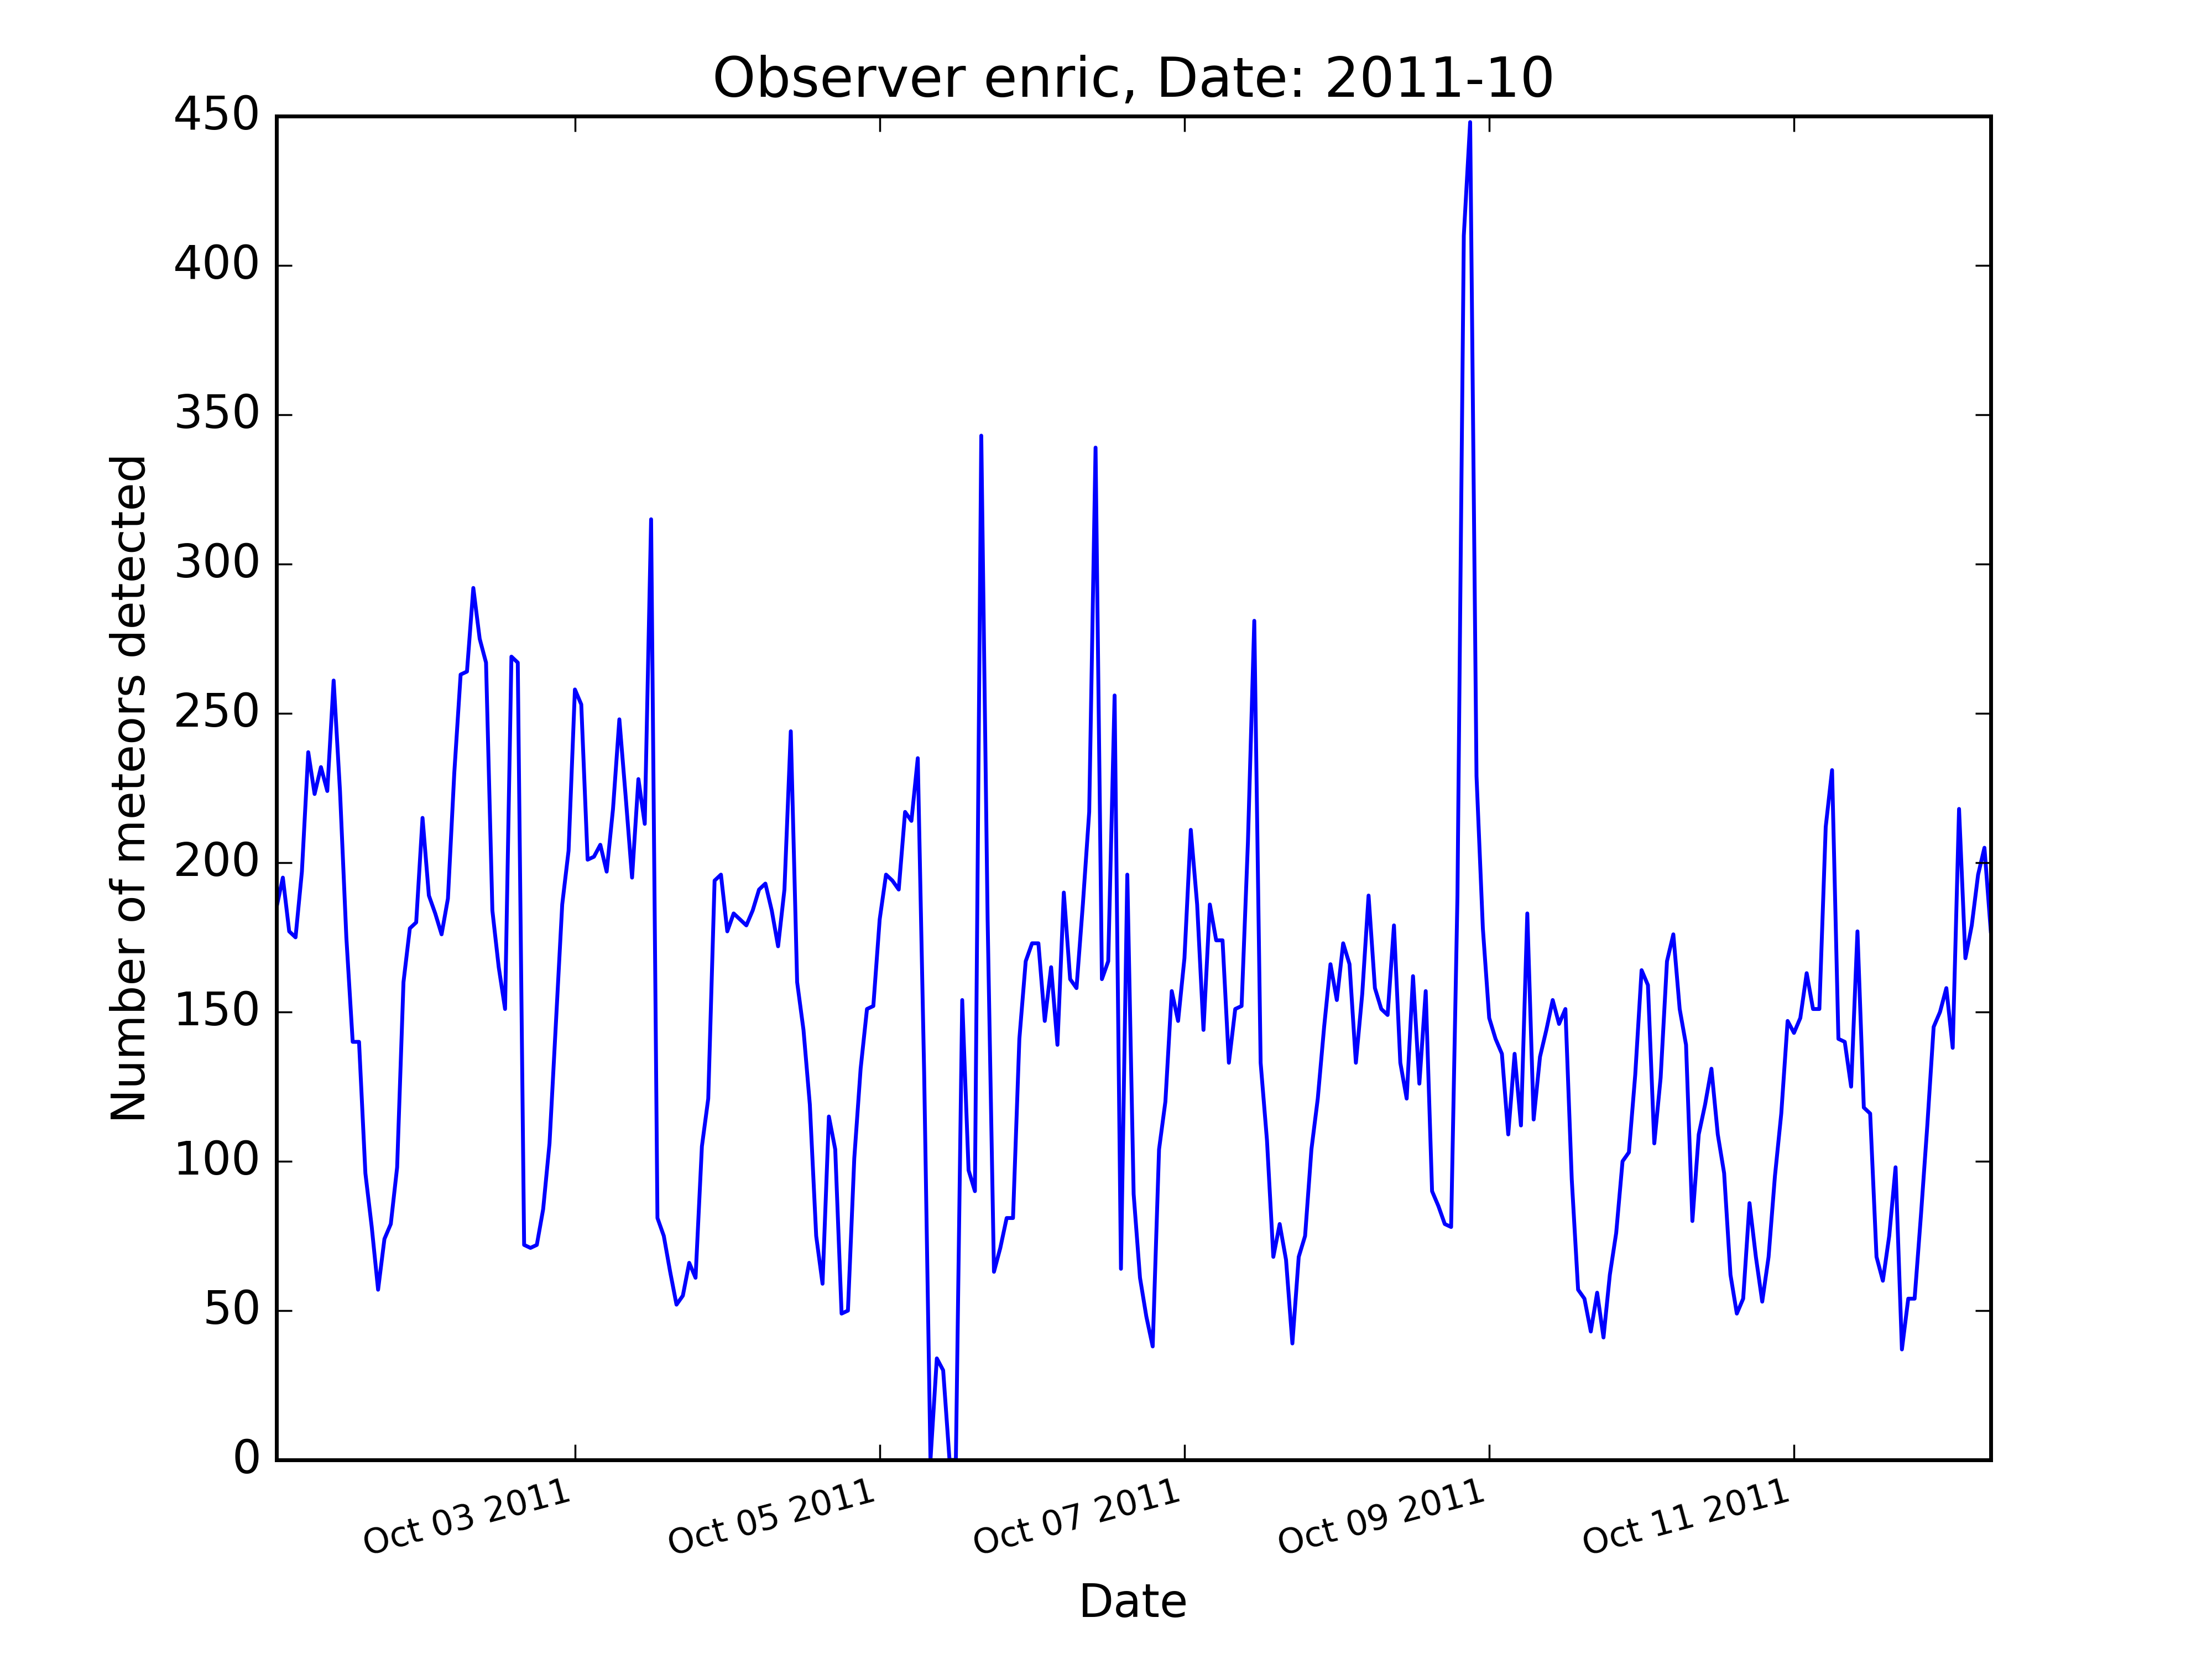 Observer enric, Date: 2011-10
450
400
350
300
250
200
150
100
50
0
Number of meteors detected
Oct 03 2011
Oct 05 2011
Oct 07 2011
Oct 09 2011
Oct 11 2011
Date